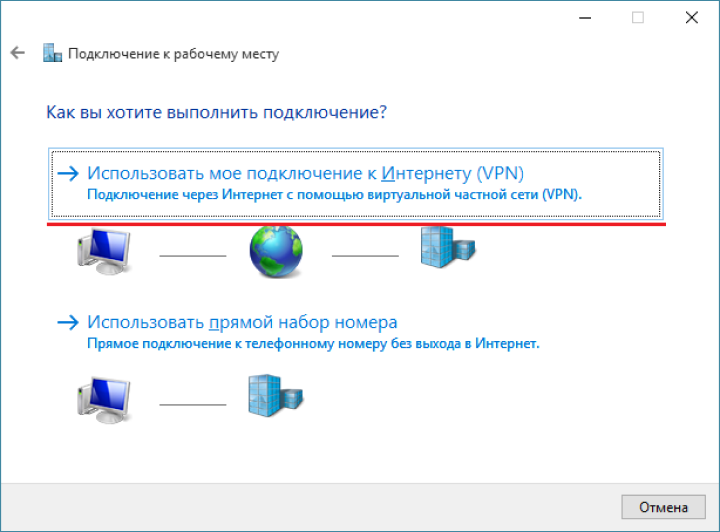 Подключение к рабочему месту
Как вы хотите выполнить подключение?
Использовать мое подключение к Интернету (VPN)
Подключение через Интернет с помощью виртуальной частной сети (VPN).
Использовать прямой набор номера
Прямое подключение к телефонному номеру без выхода в Интернет.
Отмена